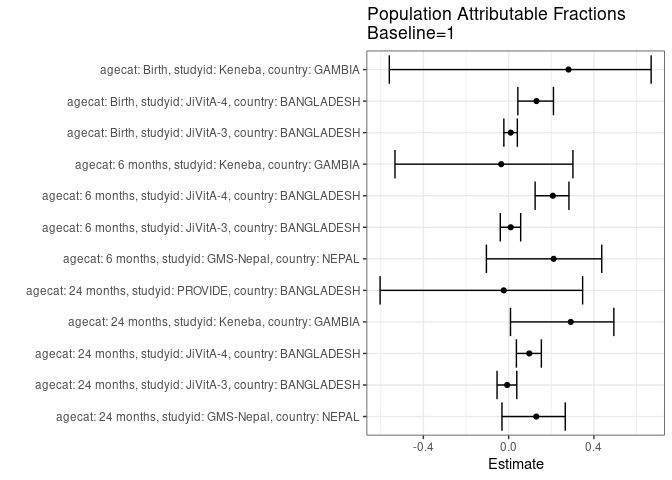 Population Attributable Fractions
Baseline=1
agecat: Birth, studyid: Keneba, country: GAMBIA
agecat: Birth, studyid: JiVitA-4, country: BANGLADESH
agecat: Birth, studyid: JiVitA-3, country: BANGLADESH
agecat: 6 months, studyid: Keneba, country: GAMBIA
agecat: 6 months, studyid: JiVitA-4, country: BANGLADESH
agecat: 6 months, studyid: JiVitA-3, country: BANGLADESH
agecat: 6 months, studyid: GMS-Nepal, country: NEPAL
agecat: 24 months, studyid: PROVIDE, country: BANGLADESH
agecat: 24 months, studyid: Keneba, country: GAMBIA
agecat: 24 months, studyid: JiVitA-4, country: BANGLADESH
agecat: 24 months, studyid: JiVitA-3, country: BANGLADESH
agecat: 24 months, studyid: GMS-Nepal, country: NEPAL
-0.4 0.0 0.4
Estimate